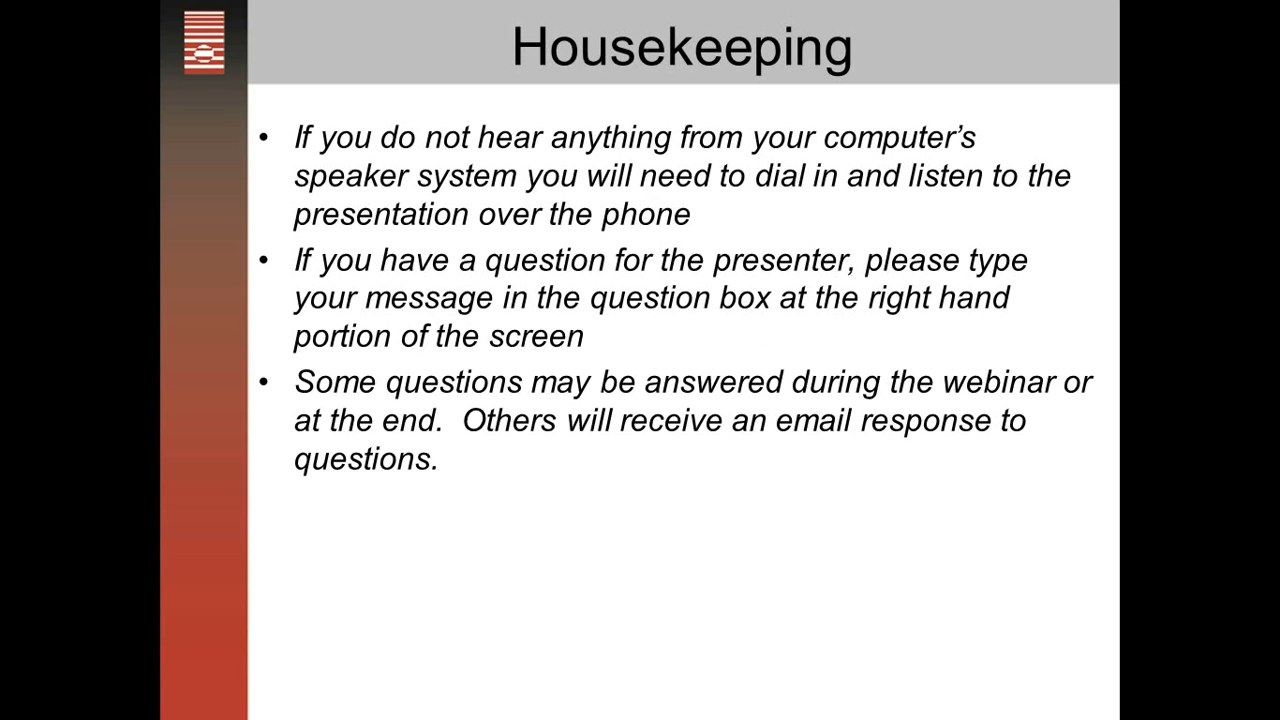 Housekeeping
• If you do not hear anything from your computer’s
speaker system you will need to dial in and listen to the
presentation over the phone
• If you have a question for the presenter, please type
your message in the question box at the right hand
portion of the screen
• Some questions may be answered during the webinar or
at the end.  Others will receive an email response to
questions.